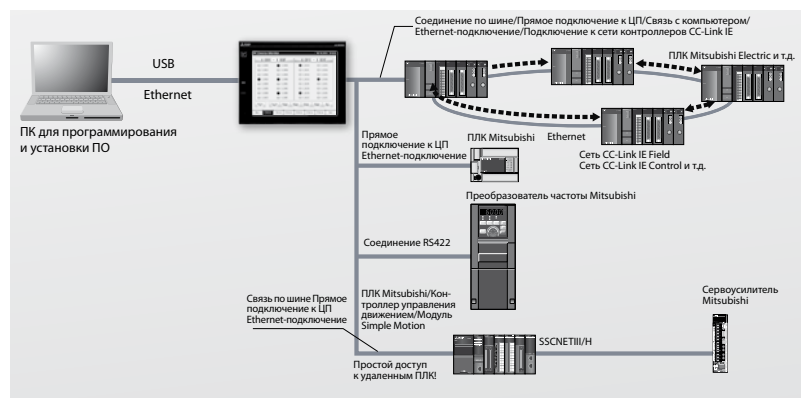 Соединение по шине/Прямое подключение к ЦП/Связь с компьютером/
Ethernet-подключение/Подключение к сети контроллеров CC-Link IE
USB
Ethernet
ПК для программирования
и установки ПО
ПЛК Mitsubishi Electric и т.д.
Ethernet
Сеть CC-Link IE Field
Сеть CC-Link IE Control и т.д.
Прямое
подключение к ЦП
Ethernet-подключение
ПЛК Mitsubishi
Преобразователь частоты Mitsubishi
Соединение RS422
Связь по шине Прямое
подключение к ЦП
Ethernet-подключение
ПЛК Mitsubishi/Кон-
троллер управления
движением/Модуль
Simple Motion
Простой доступ
к удаленным ПЛК!
SSCNETIII/H
Сервоусилитель
Mitsubishi